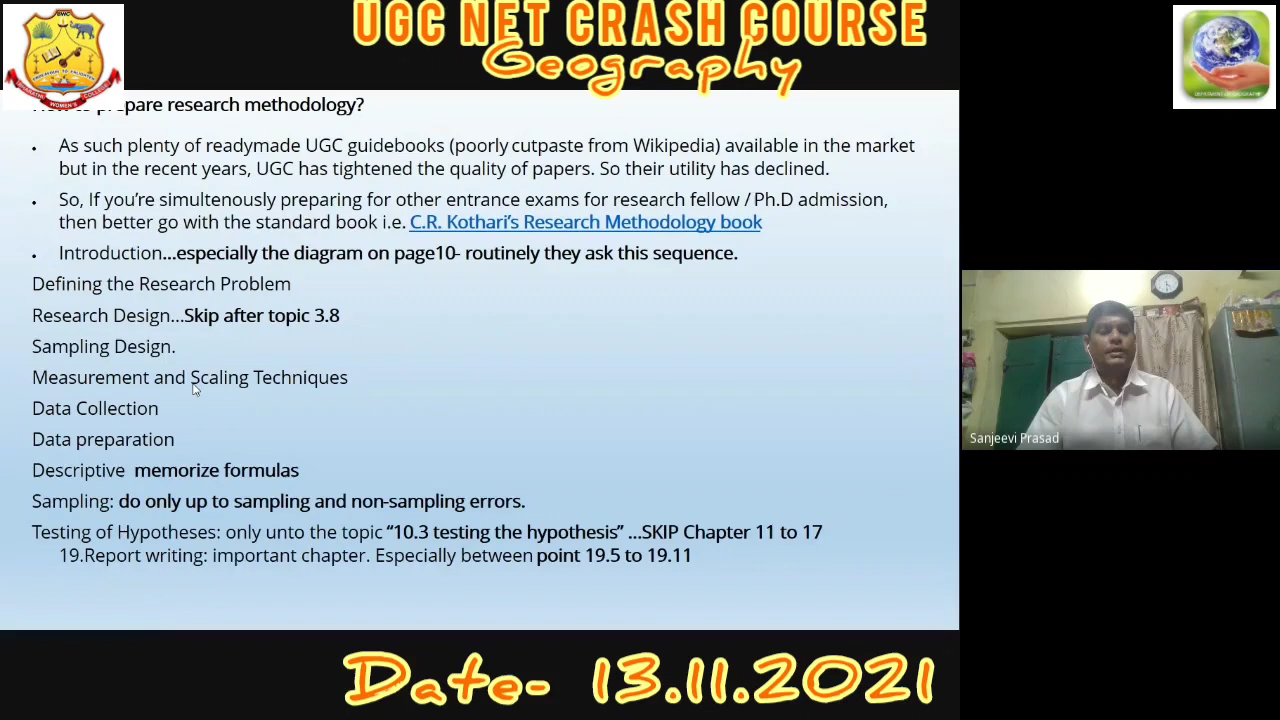 UGC NET CRASH COURSE
Geography
prepare research methodology?
• As such plenty of readymade UGC guidebooks (poorly cutpaste from Wikipedia) available in the market
but in the recent years, UGC has tightened the quality of papers. So their utility has declined.
• So, If you’re simultenously preparing for other entrance exams for research fellow / Ph.D admission,
then better go with the standard book i.e. C.R. Kothari’s Research Methodology book
• Introduction...especially the diagram on page10- routinely they ask this sequence.
Defining the Research Problem
Research Design...Skip after topic 3.8
Sampling Design.
Measurement and Scaling Techniques
Data Collection
Data preparation
Descriptive memorize formulas
Sampling: do only up to sampling and non-sampling errors.
Testing of Hypotheses: only unto the topic “10.3 testing the hypothesis” ...SKIP Chapter 11 to 17
19.Report writing: important chapter. Especially between point 19.5 to 19.11
Sanjeevi Prasad
Date- 13.11.2021